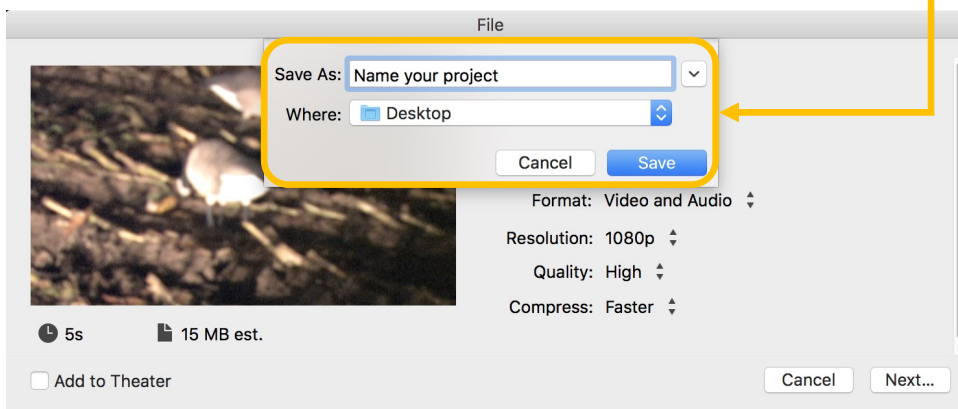 File
Save As: Name your project
Where: Desktop
Cancel Save
Format: Video and Audio
Resolution: 1080p
Quality: High
Compress: Faster
5s 15 MB est.
Add to Theater Cancel Next...